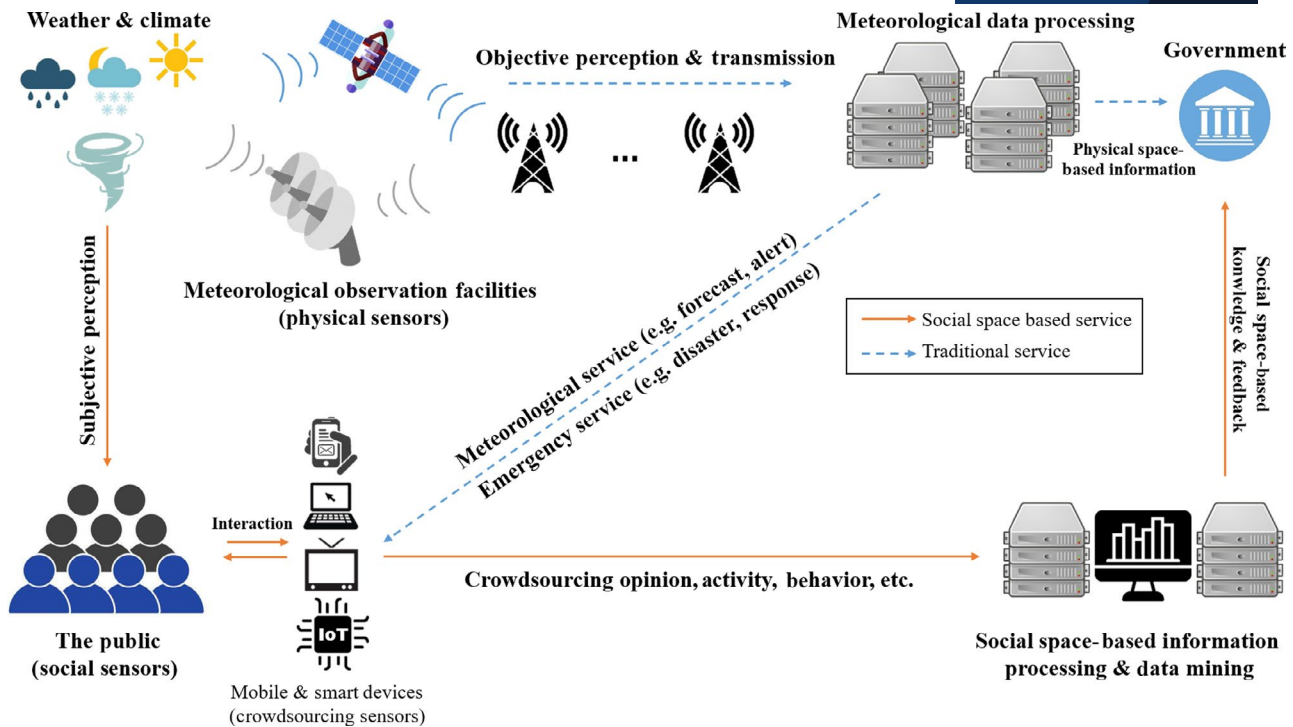 Weather & climate
Meteorological data processing
Government
Objective perception & transmission
...
Physical space-
based information
Meteorological observation facilities
(physical sensors)
Subjective perception
Meteorological service (e.g. forecast, alert)
Emergency service (e.g. disaster, response)
Social space based service
Traditional service
Social space-based
konwledge & feedback
Interaction
IoT
Crowdsourcing opinion, activity, behavior, etc.
The public
(social sensors)
Mobile & smart devices
(crowdsourcing sensors)
Social space-based information
processing & data mining